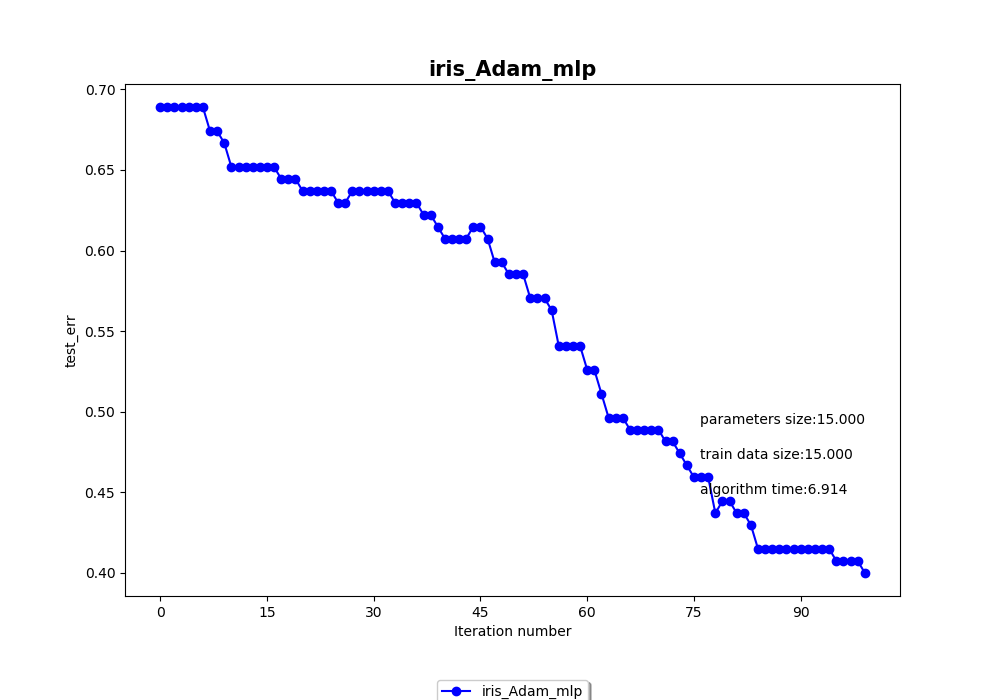 iris_Adam_mlp
0.70
0.65
0.60
0.55
0.50
0.45
0.40
test_err
parameters size:15.000
train data size:15.000
algorithm time:6.914
0 15 30 45 60 75 90
Iteration number
iris_Adam_mlp